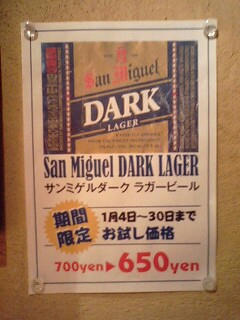 San Miguel
DARK
LAGER
San Miguel DARK LAGER
サンミゲルダーク ラガービール
期間
限定
1月4日～30日まで
お試し価格
700yen▶650yen